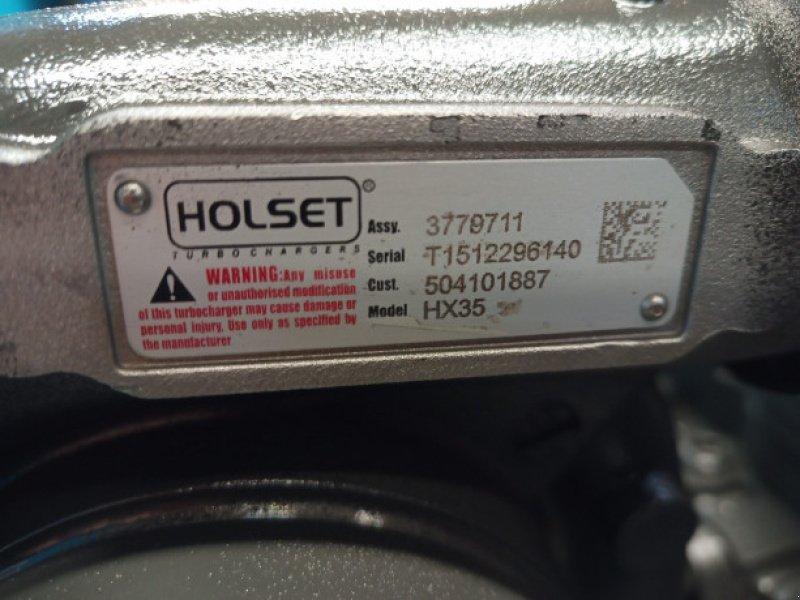 HOLSET®
TURBOCHARGERS
WARNING: Any misuse
or unauthorised modification
of this turbocharger may cause damage or
personal injury. Use only as specified by
the manufacturer
Assy. 3779711
Serial T1512296140
Cust. 504101887
Model HX35